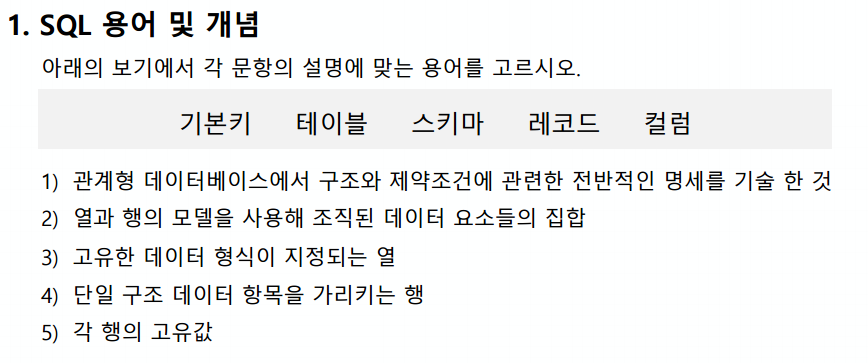 1. SQL 용어 및 개념
아래의 보기에서 각 문항의 설명에 맞는 용어를 고르시오.
기본키 테이블 스키마 레코드 컬럼
1) 관계형 데이터베이스에서 구조와 제약조건에 관련한 전반적인 명세를 기술 한 것
2) 열과 행의 모델을 사용해 조직된 데이터 요소들의 집합
3) 고유한 데이터 형식이 지정되는 열
4) 단일 구조 데이터 항목을 가리키는 행
5) 각 행의 고유값